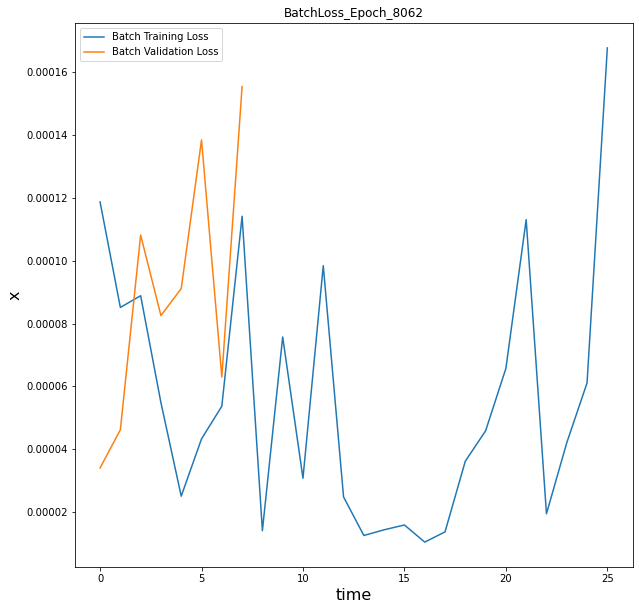 BatchLoss_Epoch_8062
Batch Training Loss
Batch Validation Loss
0.00016
0.00014
0.00012
0.00010
0.00008
0.00006
0.00004
0.00002
x
0 5 10 15 20 25
time